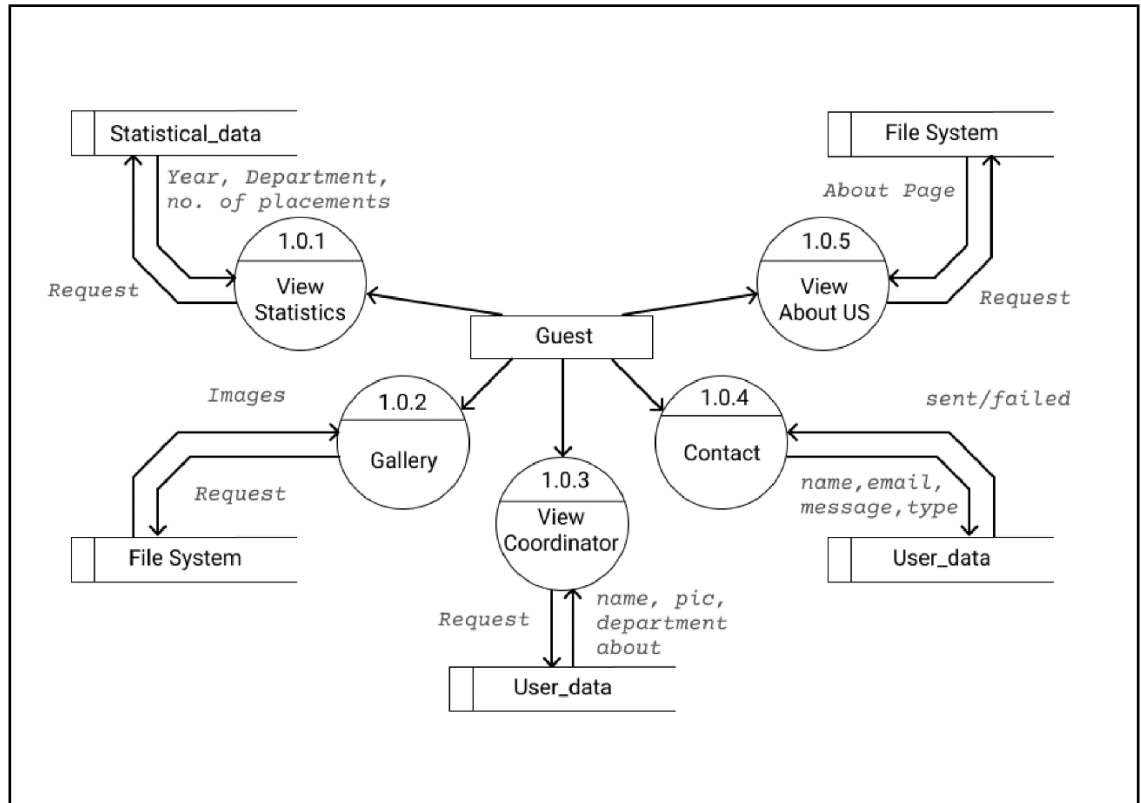 Statistical_data
Year, Department,
no. of placements
1.0.1
View
Statistics
Request
File System
About Page
1.0.5
View
About US
Request
Guest
Images
1.0.2
Gallery
Request
File System
1.0.3
View
Coordinator
Request
name, pic,
department
about
User_data
1.0.4
Contact
sent/failed
name,email,
message,type
User_data